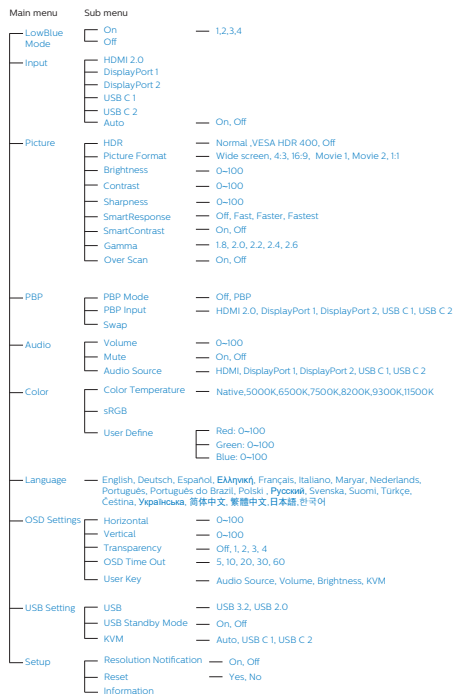 Main menu Sub menu
LowBlue Mode On 1,2,3,4
Off
Input HDMI 2.0
DisplayPort 1
DisplayPort 2
USB C 1
USB C 2
Auto On, Off
Picture HDR Normal ,VESA HDR 400, Off
Picture Format Wide screen, 4:3, 16:9, Movie 1, Movie 2, 1:1
Brightness 0–100
Contrast 0–100
Sharpness 0–100
SmartResponse Off, Fast, Faster, Fastest
SmartContrast On, Off
Gamma 1.8, 2.0, 2.2, 2.4, 2.6
Over Scan On, Off
PBP PBP Mode Off, PBP
PBP Input HDMI 2.0, DisplayPort 1, DisplayPort 2, USB C 1, USB C 2
Swap
Audio Volume 0–100
Mute On, Off
Audio Source HDMI, DisplayPort 1, DisplayPort 2, USB C 1, USB C 2
Color Color Temperature Native,5000K,6500K,7500K,8200K,9300K,11500K
sRGB
User Define Red: 0–100
Green: 0–100
Blue: 0–100
Language English, Deutsch, Español, Ελληνική, Français, Italiano, Maryar, Nederlands,
Português, Português do Brazil, Polski , Русский, Svenska, Suomi, Türkçe,
Čeština, Українська, 简体中文, 繁體中文,日本語,한국어
OSD Settings Horizontal 0–100
Vertical 0–100
Transparency Off, 1, 2, 3, 4
OSD Time Out 5, 10, 20, 30, 60
User Key Audio Source, Volume, Brightness, KVM
USB Setting USB USB 3.2, USB 2.0
USB Standby Mode On, Off
KVM Auto, USB C 1, USB C 2
Setup Resolution Notification On, Off
Reset Yes, No
Information